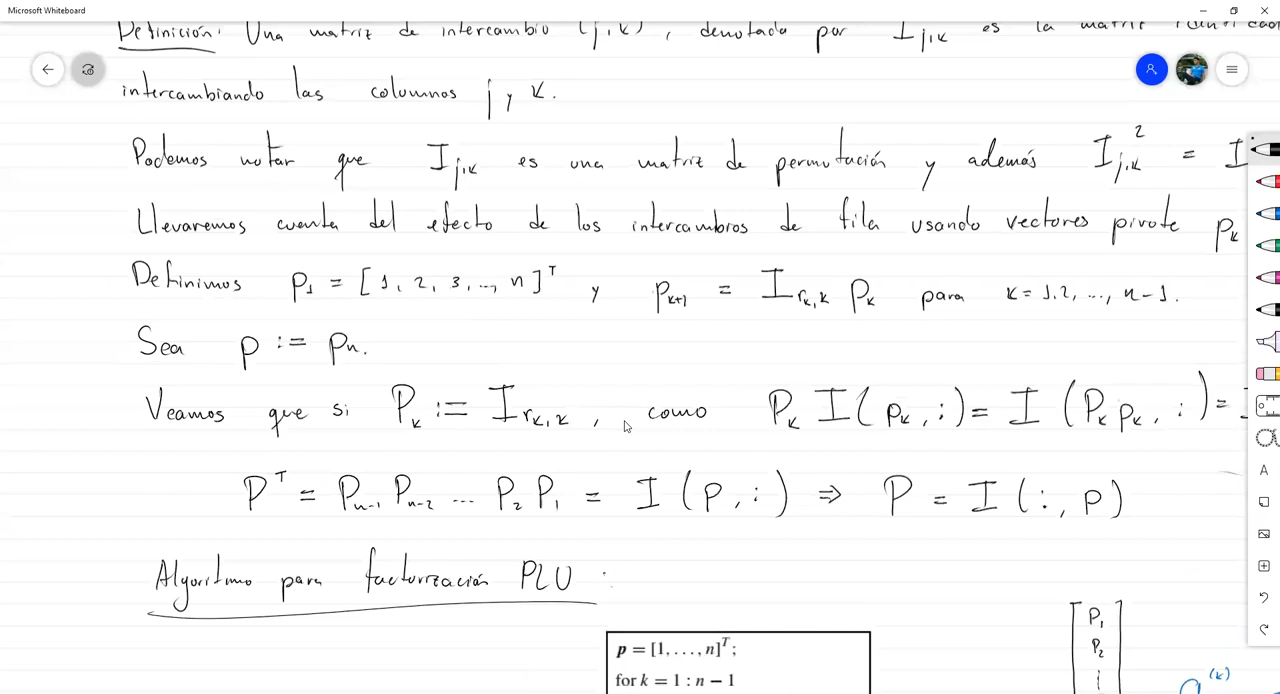 Microsoft Whiteboard
Definición: Una matriz de intercambio (j,k), denotada por I_{j,k} es la matriz
intercambiando las columnas j y k.
Podemos notar que I_{j,k} es una matriz de permutación y además I_{j,k}^2 = I
Llevaremos cuenta del efecto de los intercambios de fila usando vectores pivote p_k
Definimos p_1 = [1, 2, 3, ..., n]^T y p_{k+1} = I_{r_k,k} p_k para k = 1,2, ..., n-1.
Sea p := p_n.
Veamos que si P_k := I_{r_k,k}, como P_k I(p_k, :) = I(P_k p_k, :) =
P^T = P_{n-1} P_{n-2} ... P_2 P_1 = I(p, :) ⇒ P = I(:, p)
Algoritmo para factorización PLU :
p = [1, . . . , n]^T;
for k = 1 : n − 1
P_1
P_2
⋮
a^{(k)}
A